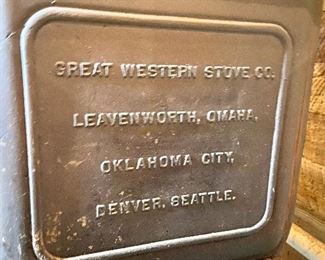 GREAT WESTERN STOVE CO.
LEAVENWORTH, OMAHA,
OKLAHOMA CITY,
DENVER, SEATTLE.